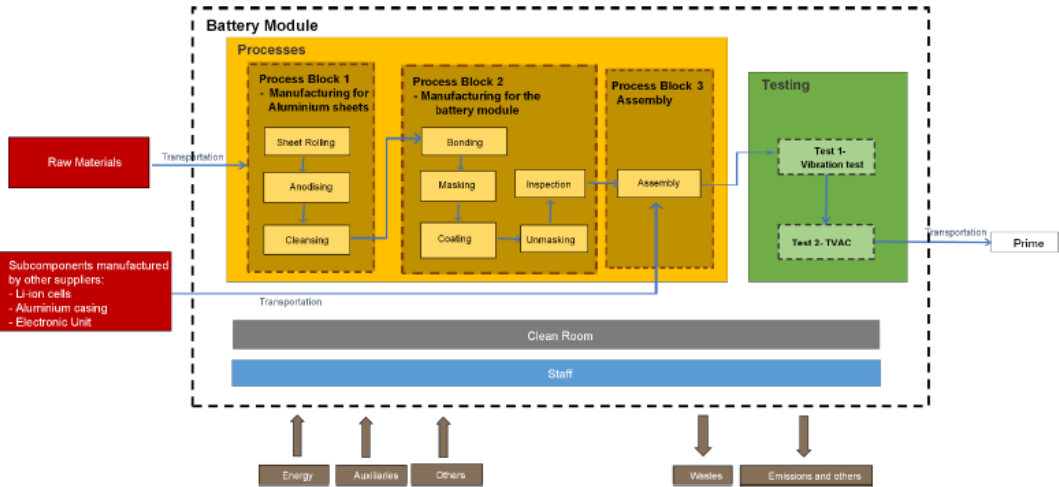 Battery Module
Processes
Process Block 1
- Manufacturing for
Aluminium sheets
Sheet Rolling
Anodising
Cleansing
Process Block 2
- Manufacturing for the
battery module
Bonding
Masking
Coating
Inspection
Unmasking
Process Block 3
Assembly
Assembly
Testing
Test 1-
Vibration test
Test 2- TVAC
Raw Materials
Transportation
Subcomponents manufactured
by other suppliers:
- Li-ion cells
- Aluminium casing
- Electronic Unit
Transportation
Transportation
Prime
Clean Room
Staff
Energy
Auxiliaries
Others
Wastes
Emissions and others